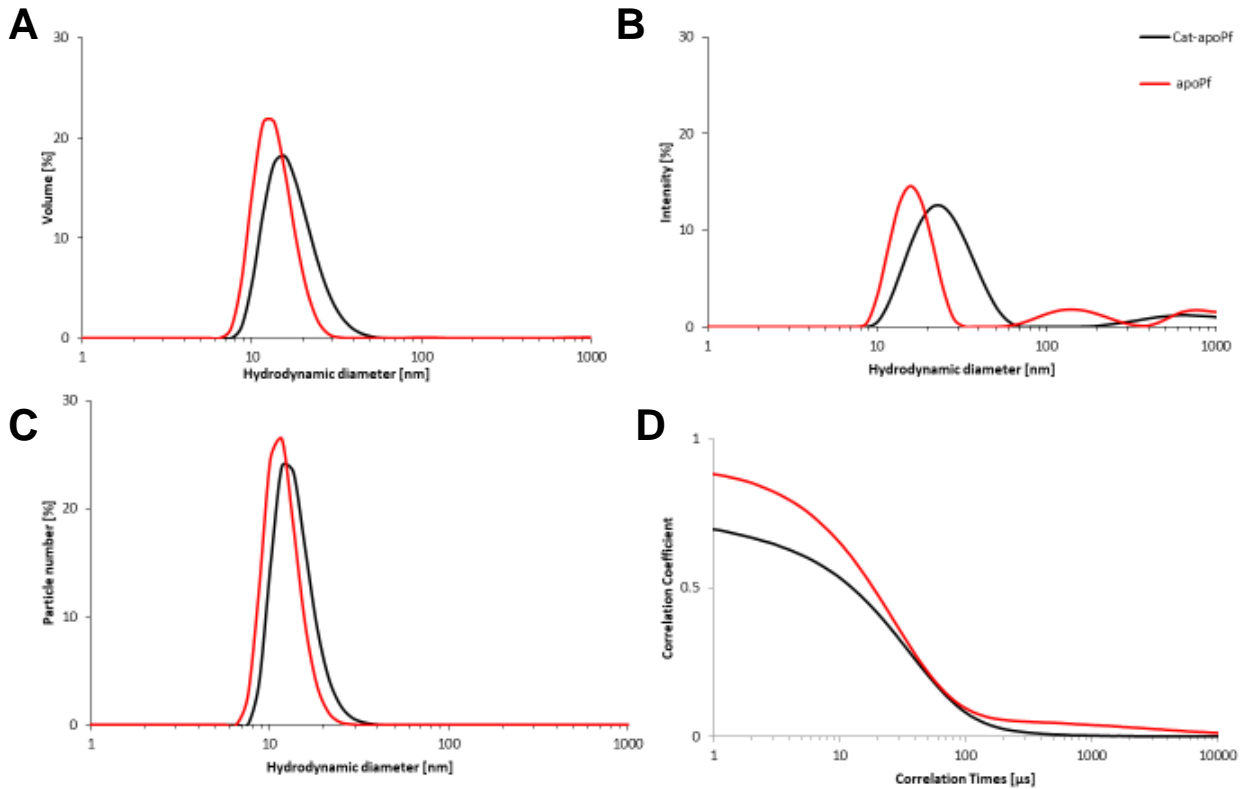 A
30
20
10
0
Volume [%]
1
10
100
1000
Hydrodynamic diameter [nm]
B
30
20
10
0
Intensity [%]
1
10
100
1000
Hydrodynamic diameter [nm]
Cat-apoPf
apoPf
C
30
20
10
0
Particle number [%]
1
10
100
1000
Hydrodynamic diameter [nm]
D
1
0.5
0
Correlation Coefficient
1
10
100
1000
10000
Correlation Times [µs]